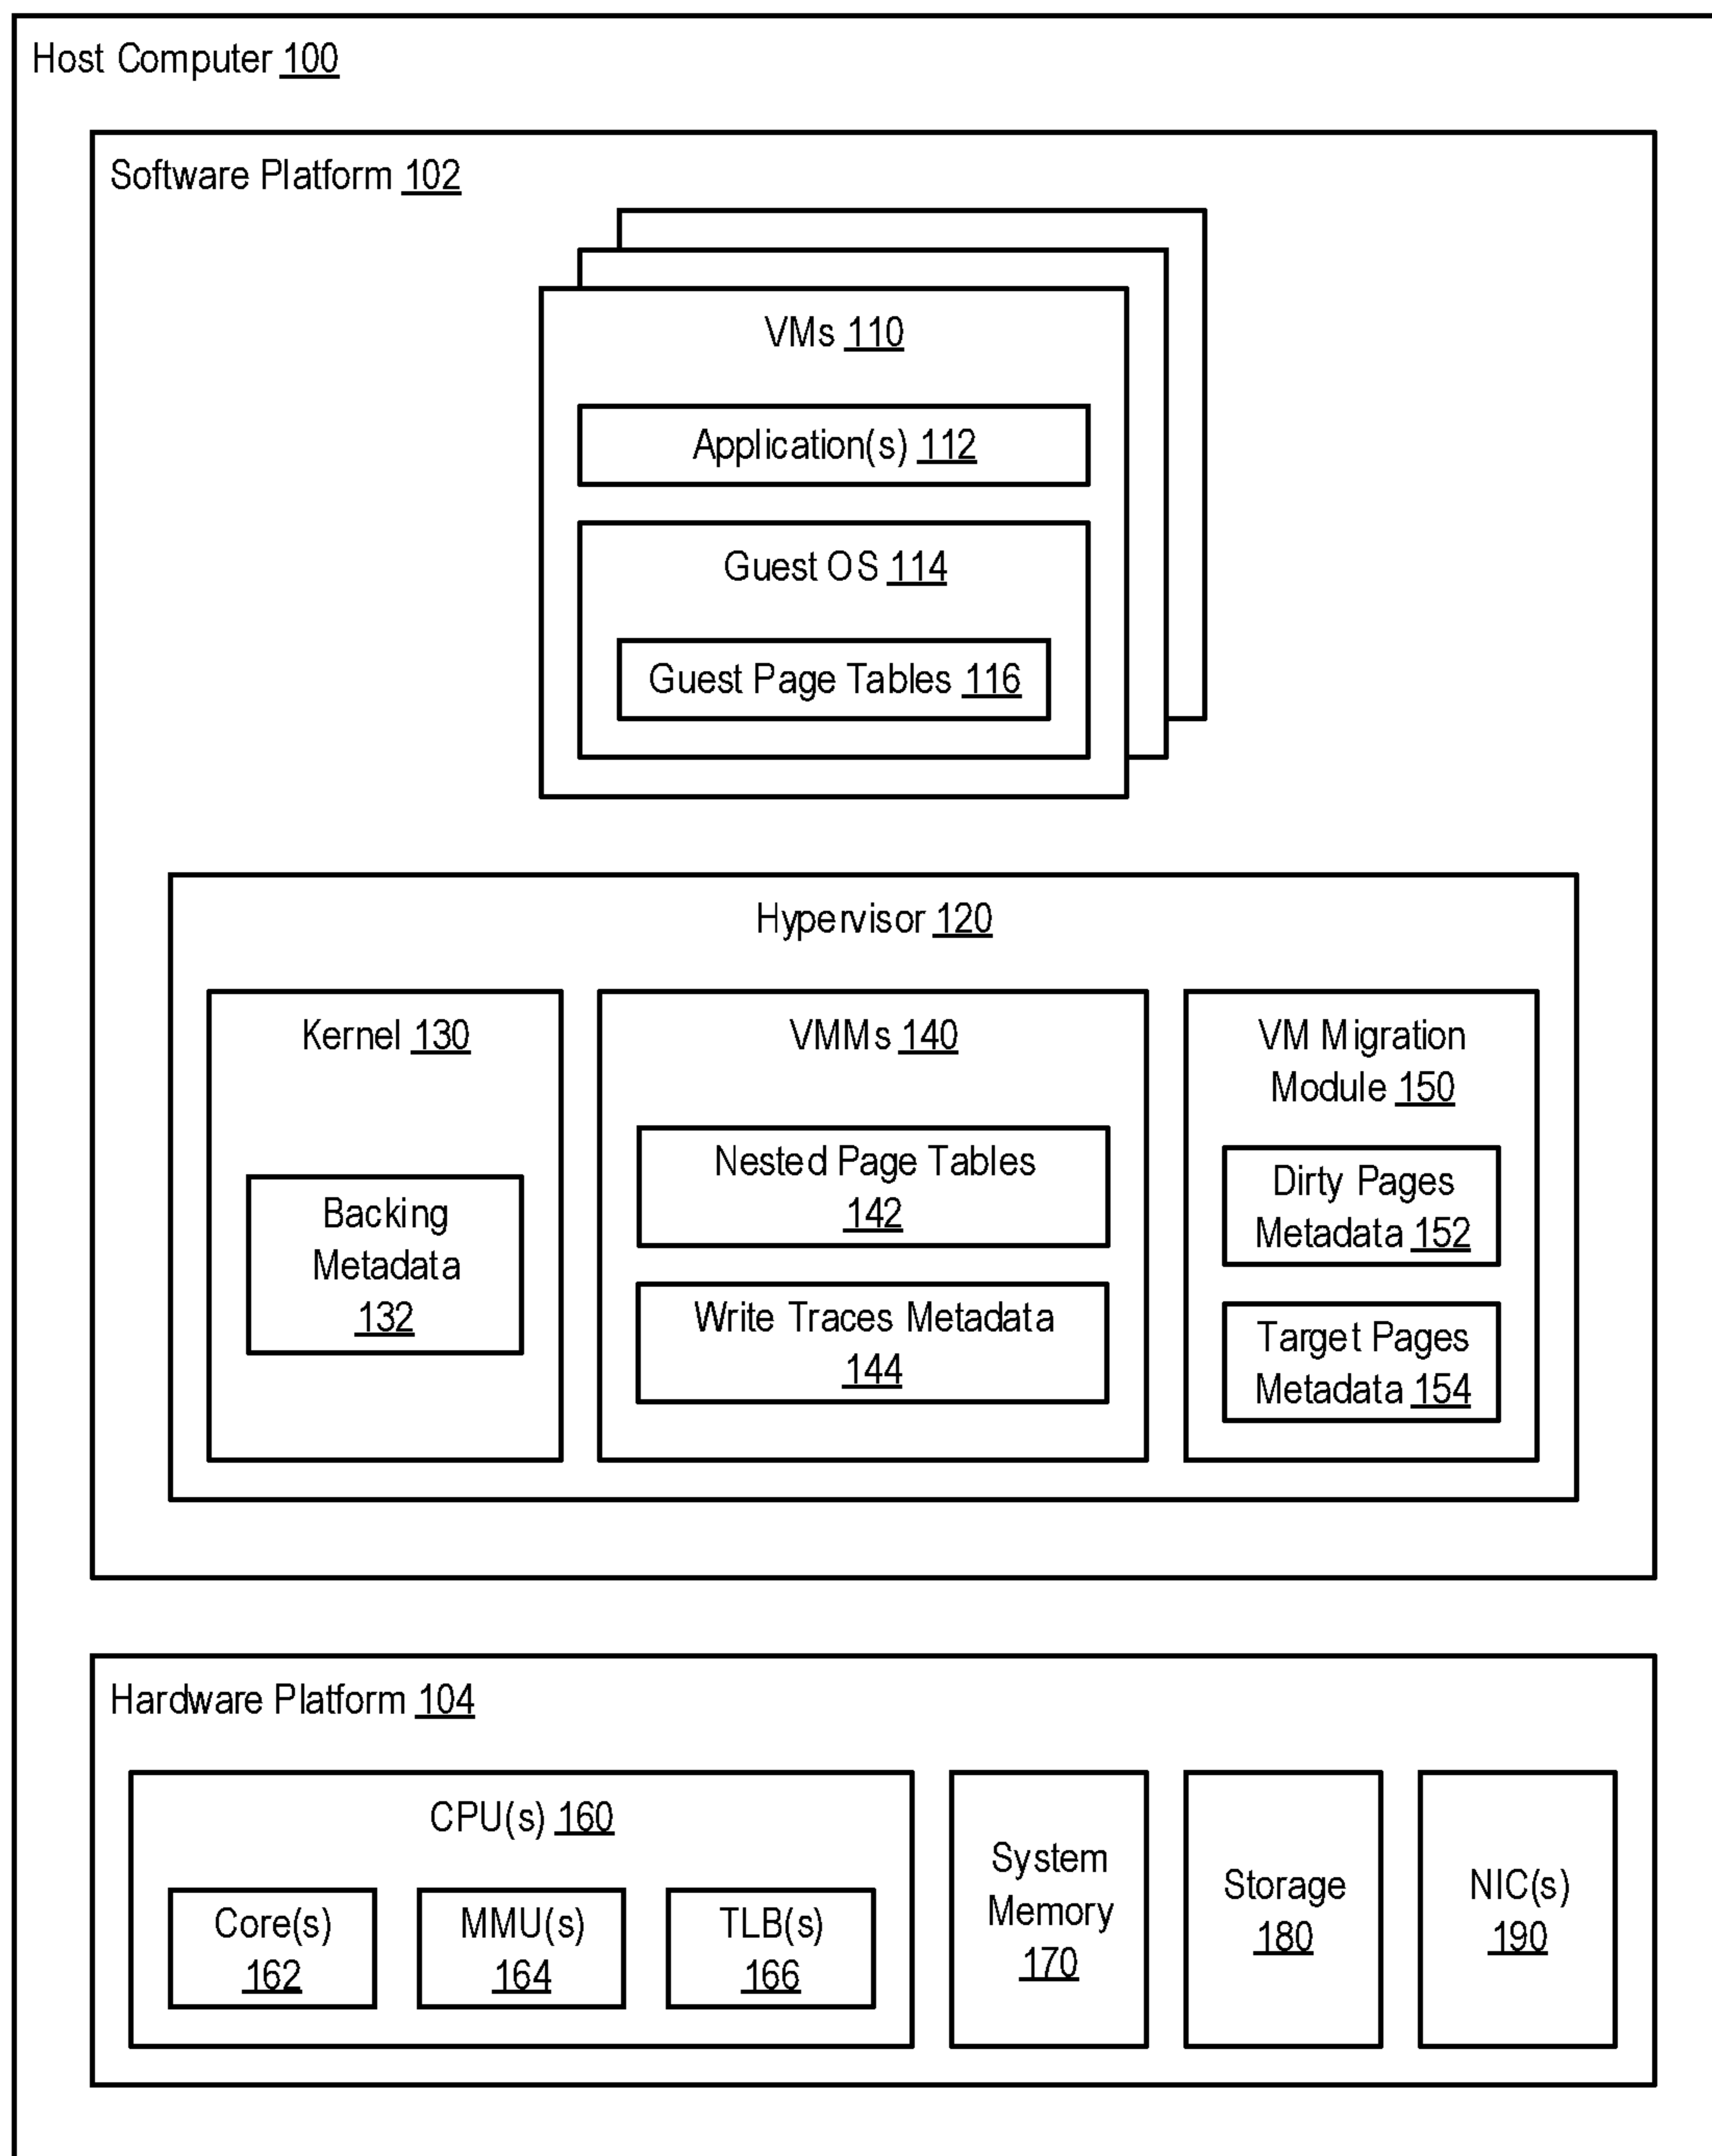 Host Computer 100
Software Platform 102
VMs 110
Application(s) 112
Guest OS 114
Guest Page Tables 116
Hypervisor 120
Kernel 130
Backing
Metadata
132
VMMs 140
Nested Page Tables
142
Write Traces Metadata
144
VM Migration
Module 150
Dirty Pages
Metadata 152
Target Pages
Metadata 154
Hardware Platform 104
CPU(s) 160
Core(s)
162
MMU(s)
164
TLB(s)
166
System
Memory
170
Storage
180
NIC(s)
190